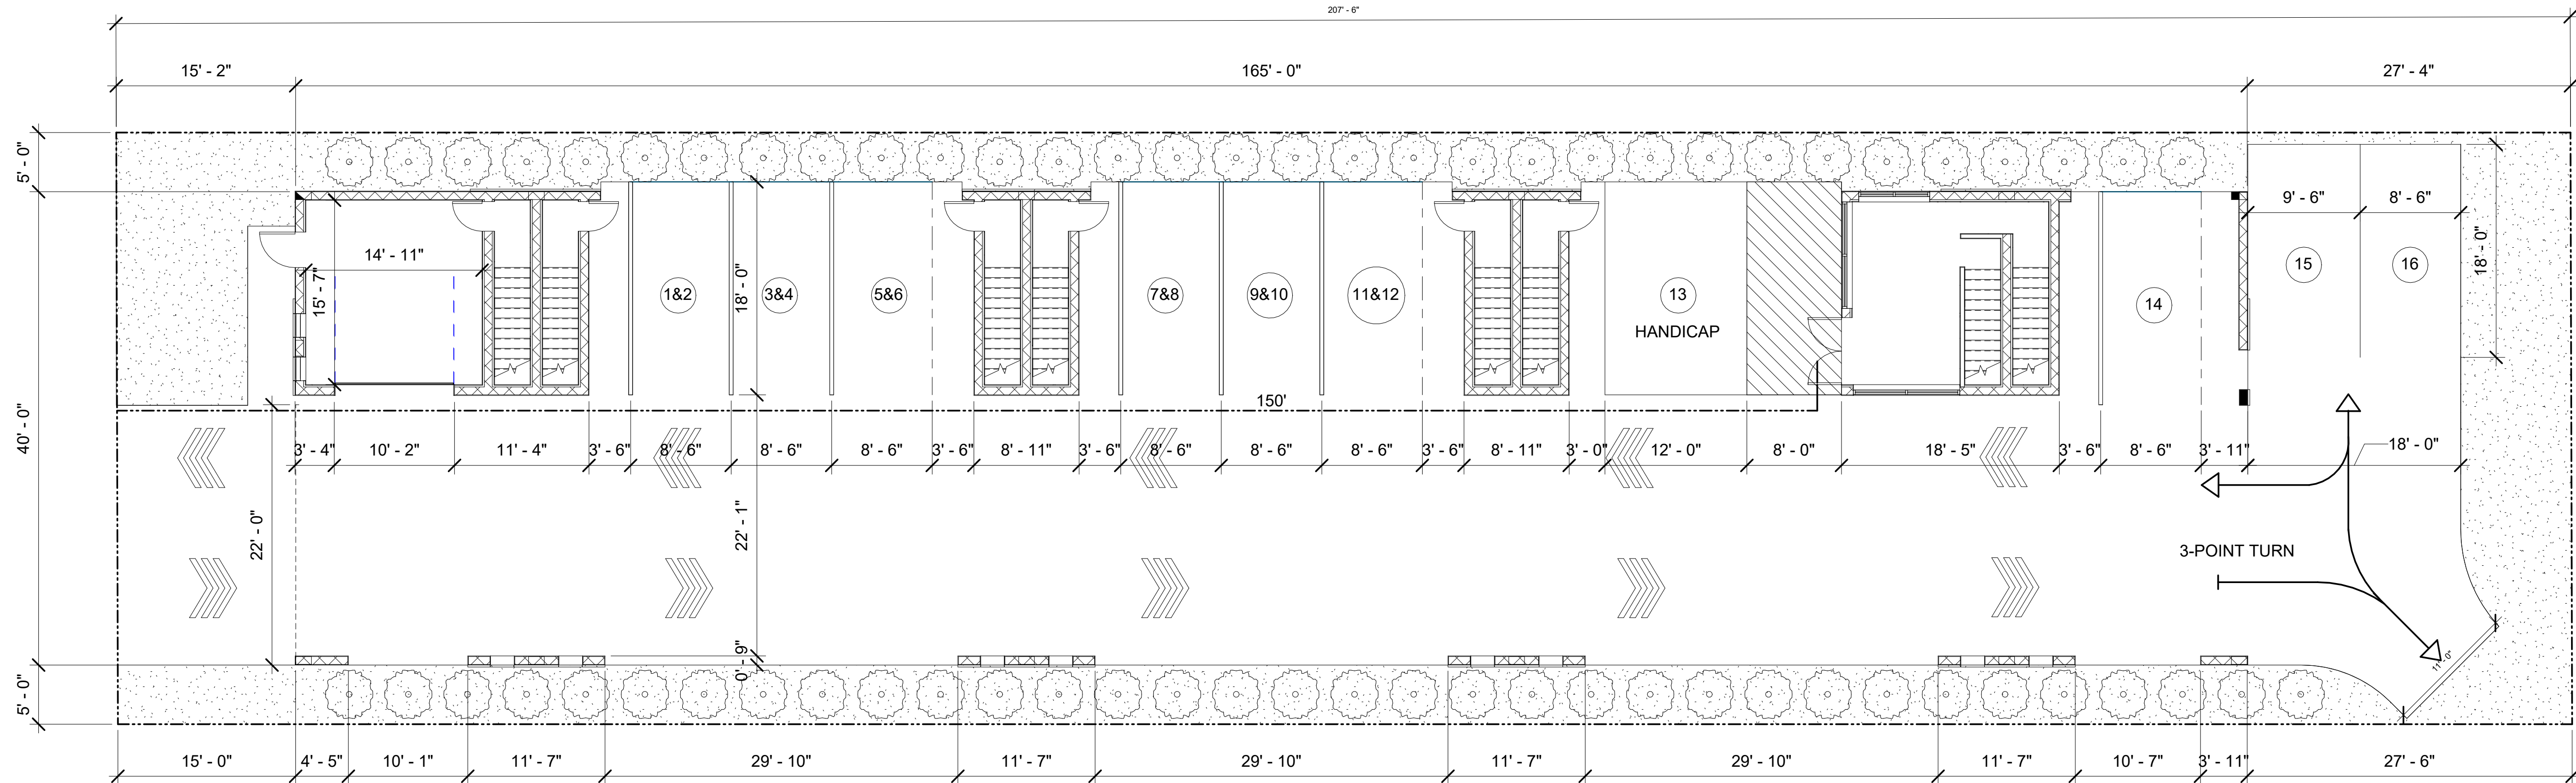 207' - 6"
15' - 2"
165' - 0"
27' - 4"
5' - 0"
9' - 6"
8' - 6"
14' - 11"
15' - 7"
1&2
18' - 0"
3&4
5&6
7&8
9&10
11&12
13
HANDICAP
14
15
16
18' - 0"
150'
40' - 0"
3' - 4"
10' - 2"
11' - 4"
3' - 6"
8' - 6"
8' - 6"
8' - 6"
3' - 6"
8' - 11"
3' - 6"
8' - 6"
8' - 6"
8' - 6"
3' - 6"
8' - 11"
3' - 0"
12' - 0"
8' - 0"
18' - 5"
3' - 6"
8' - 6"
3' - 11"
18' - 0"
22' - 0"
22' - 1"
3-POINT TURN
0' - 9"
11' - 0"
5' - 0"
15' - 0"
4' - 5"
10' - 1"
11' - 7"
29' - 10"
11' - 7"
29' - 10"
11' - 7"
29' - 10"
11' - 7"
10' - 7"
3' - 11"
27' - 6"